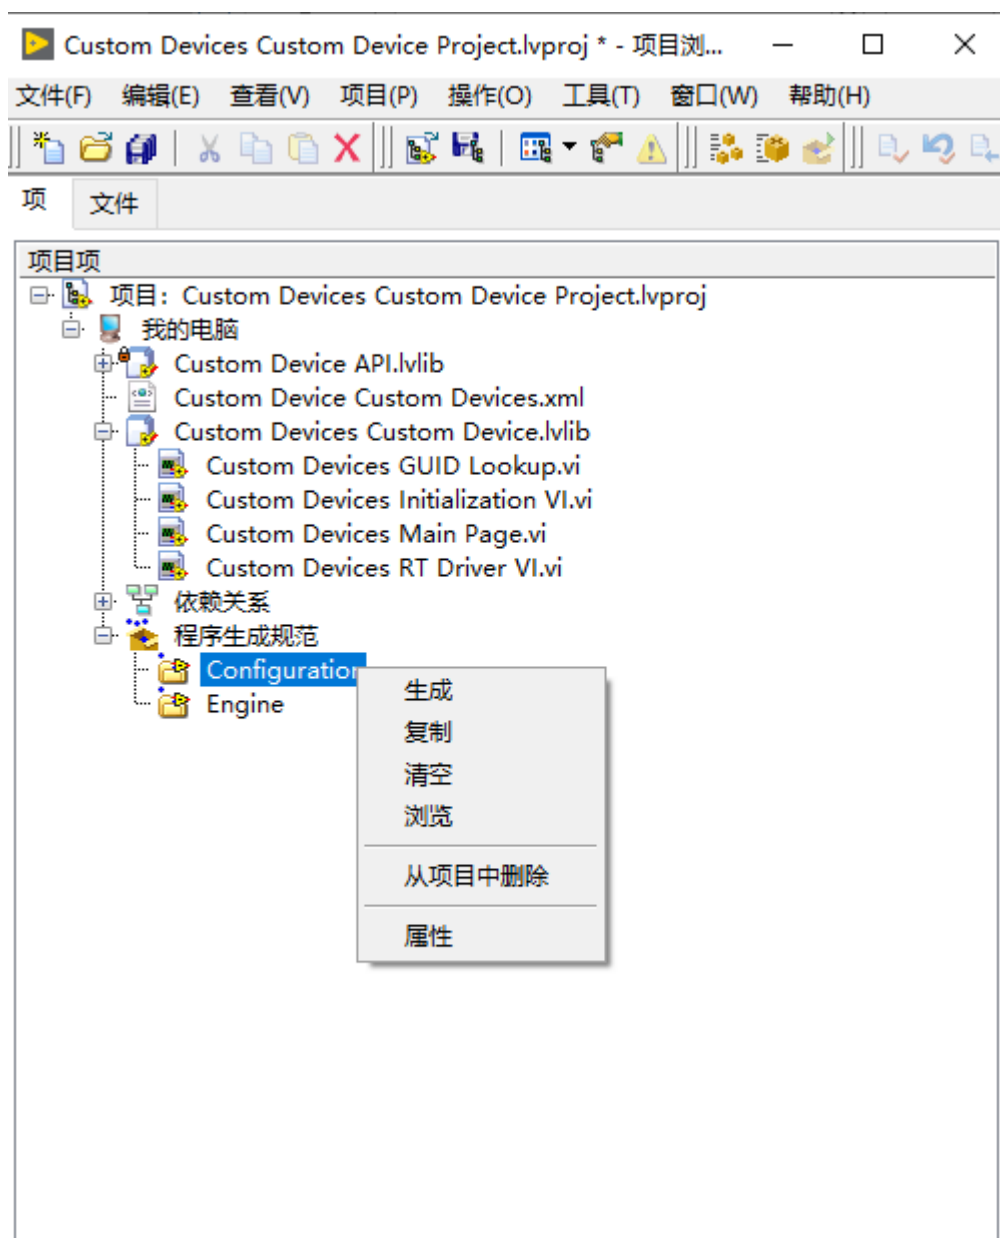 Custom Devices Custom Device Project.lvproj * - 项目浏...
文件(F) 编辑(E) 查看(V) 项目(P) 操作(O) 工具(T) 窗口(W) 帮助(H)
项 文件
项目项
项目: Custom Devices Custom Device Project.lvproj
我的电脑
Custom Device API.lvlib
Custom Device Custom Devices.xml
Custom Devices Custom Device.lvlib
Custom Devices GUID Lookup.vi
Custom Devices Initialization VI.vi
Custom Devices Main Page.vi
Custom Devices RT Driver VI.vi
依赖关系
程序生成规范
Configuration
Engine
生成
复制
清空
浏览
从项目中删除
属性